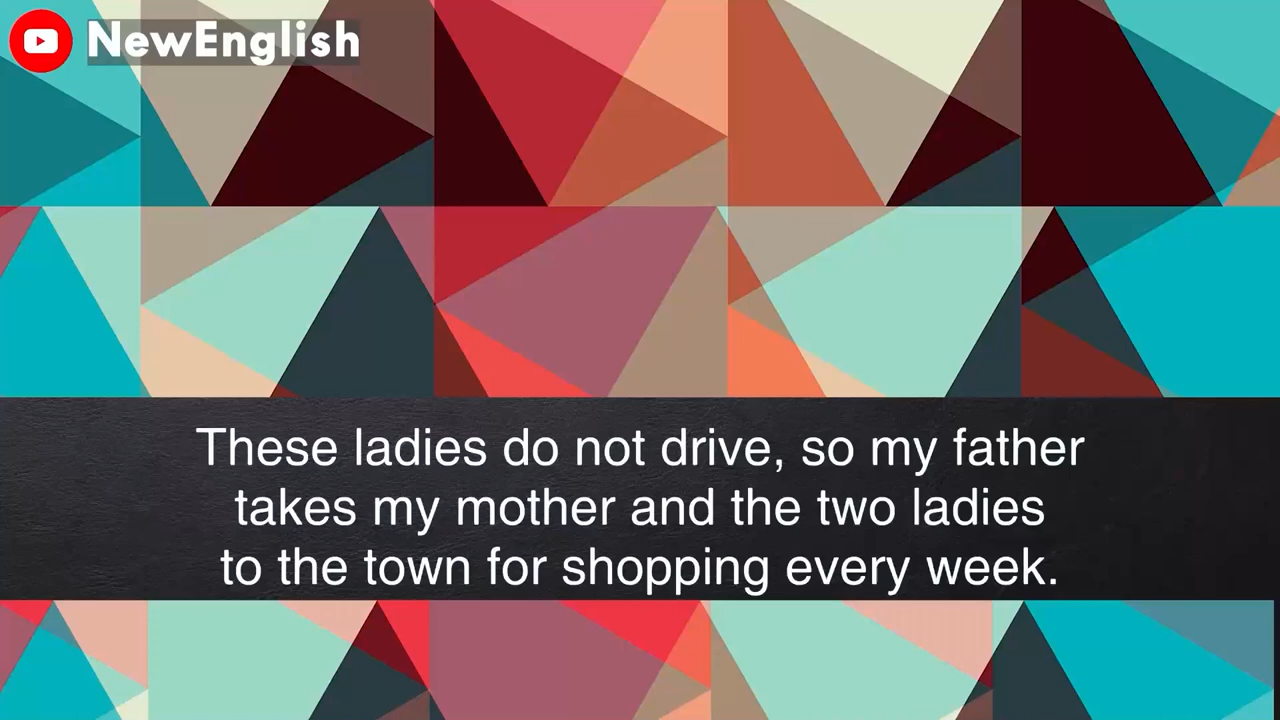 NewEnglish
These ladies do not drive, so my father
takes my mother and the two ladies
to the town for shopping every week.